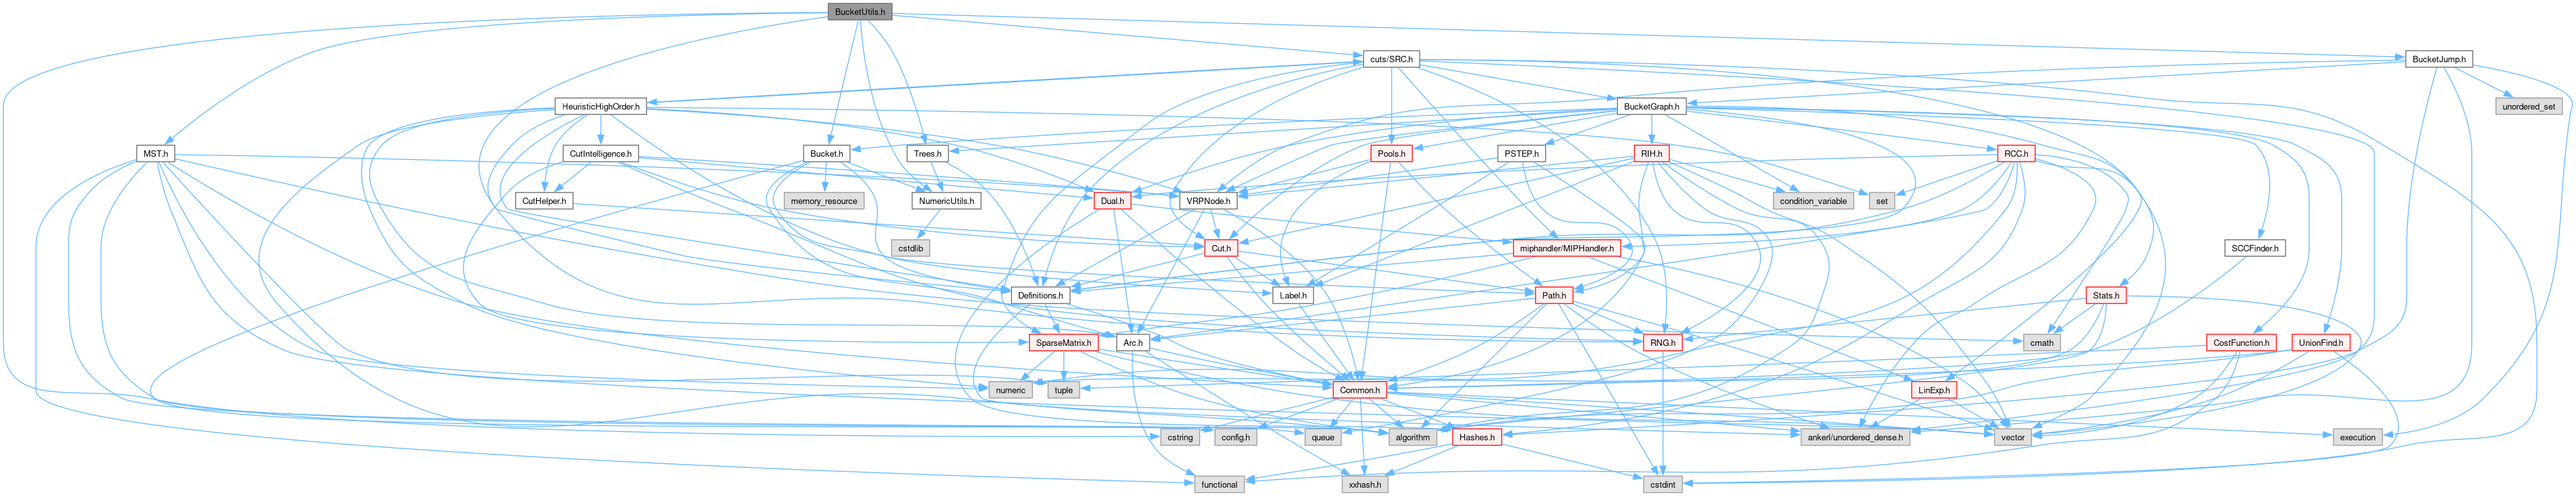 BucketUtils.h
cuts/SRC.h
BucketJump.h
HeuristicHighOrder.h
BucketGraph.h
unordered_set
MST.h
CutIntelligence.h
Bucket.h
Trees.h
Pools.h
PSTEP.h
RIH.h
RCC.h
CutHelper.h
memory_resource
NumericUtils.h
Dual.h
VRPNode.h
condition_variable
set
cstdlib
Cut.h
miphandler/MIPHandler.h
SCCFinder.h
Definitions.h
Label.h
Path.h
Stats.h
SparseMatrix.h
Arc.h
RNG.h
cmath
CostFunction.h
UnionFind.h
numeric
tuple
Common.h
LinExp.h
cstring
config.h
queue
algorithm
Hashes.h
ankerl/unordered_dense.h
vector
execution
functional
xxhash.h
cstdint